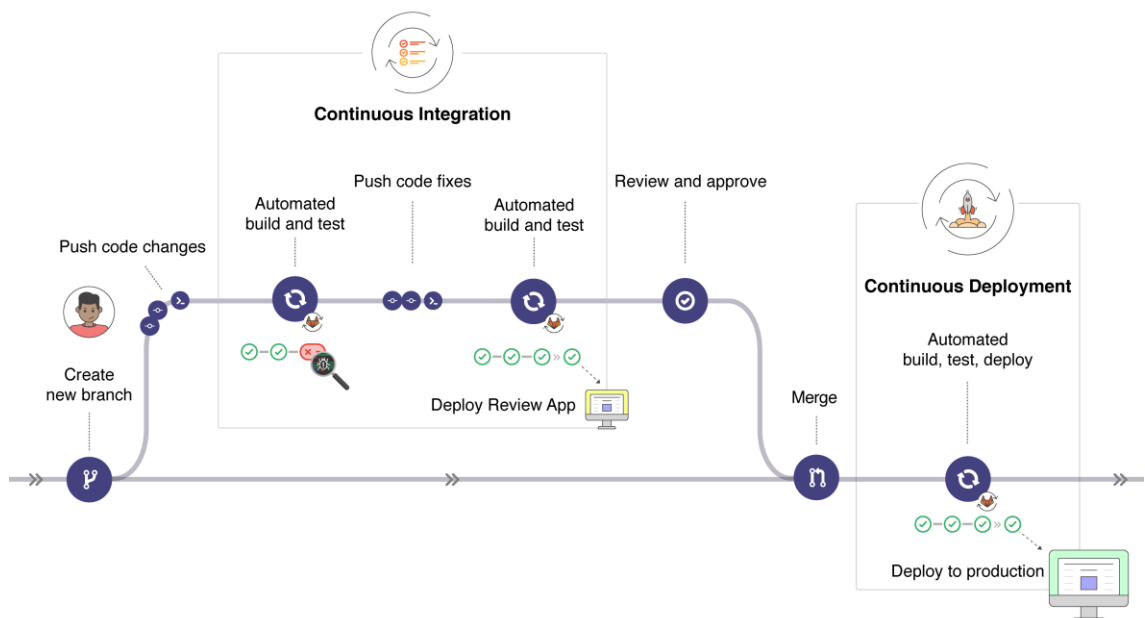 Continuous Integration
Push code fixes
Review and approve
Automated
build and test
Automated
build and test
Push code changes
Continuous Deployment
Automated
build, test, deploy
Create
new branch
Deploy Review App
Merge
Deploy to production